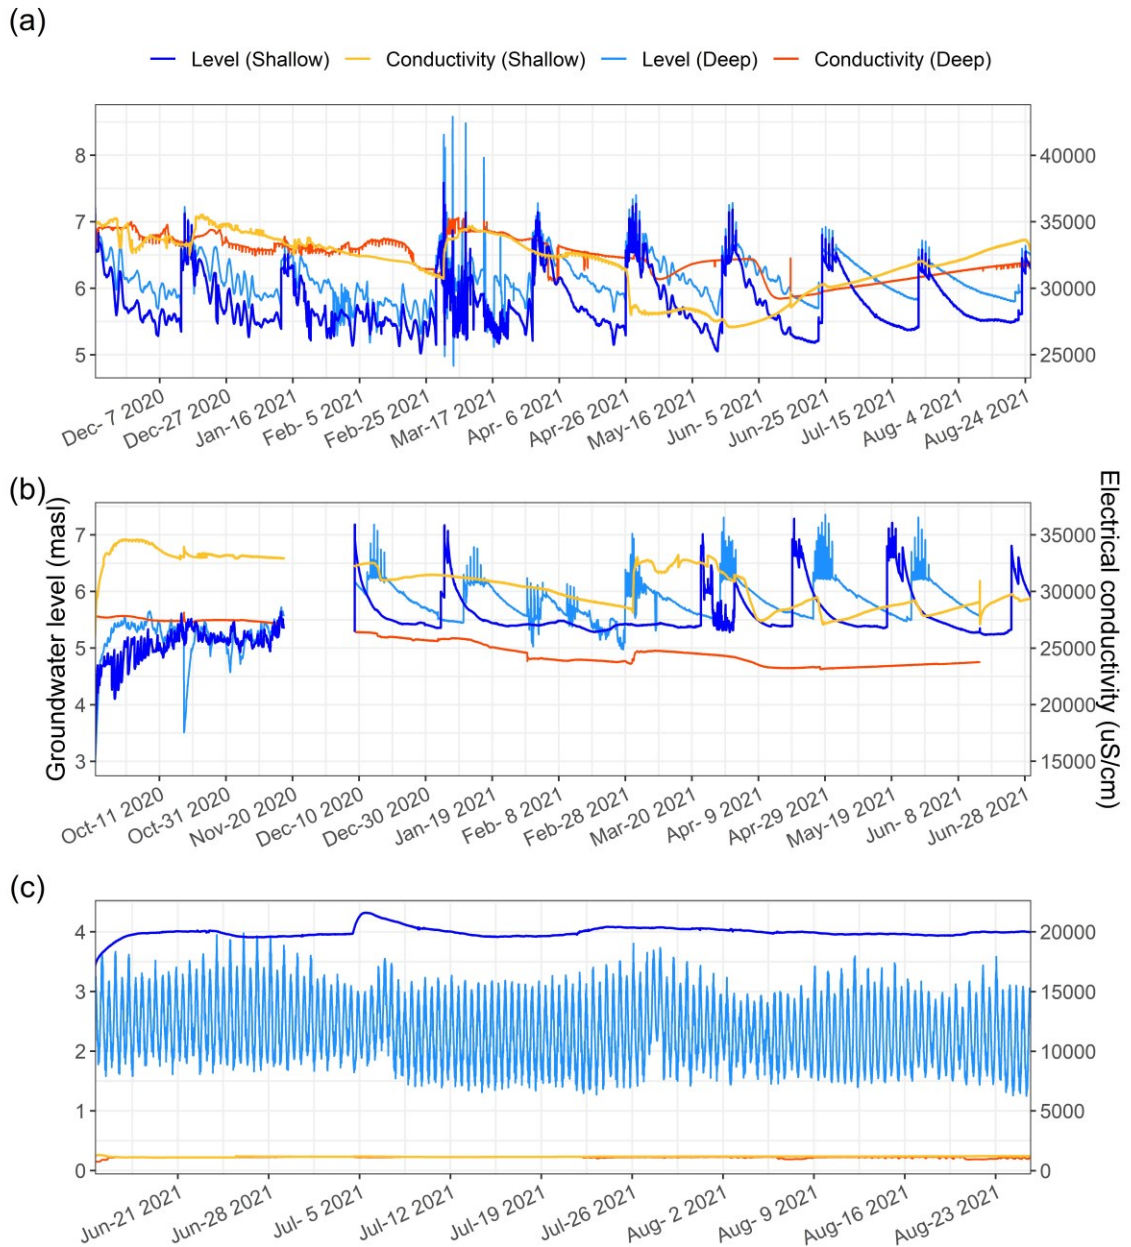 (a)
Level (Shallow) Conductivity (Shallow) Level (Deep) Conductivity (Deep)
8 40000
7 35000
6 30000
5 25000
Dec- 7 2020 Dec-27 2020 Jan-16 2021 Feb- 5 2021 Feb-25 2021 Mar-17 2021 Apr- 6 2021 Apr-26 2021 May-16 2021 Jun- 5 2021 Jun-25 2021 Jul-15 2021 Aug- 4 2021 Aug-24 2021
(b)
Groundwater level (masl)
Electrical conductivity (uS/cm)
7 35000
6 30000
5 25000
4 20000
3 15000
Oct-11 2020 Oct-31 2020 Nov-20 2020 Dec-10 2020 Dec-30 2020 Jan-19 2021 Feb- 8 2021 Feb-28 2021 Mar-20 2021 Apr- 9 2021 Apr-29 2021 May-19 2021 Jun- 8 2021 Jun-28 2021
(c)
4 20000
3 15000
2 10000
1 5000
0 0
Jun-21 2021 Jun-28 2021 Jul- 5 2021 Jul-12 2021 Jul-19 2021 Jul-26 2021 Aug- 2 2021 Aug- 9 2021 Aug-16 2021 Aug-23 2021